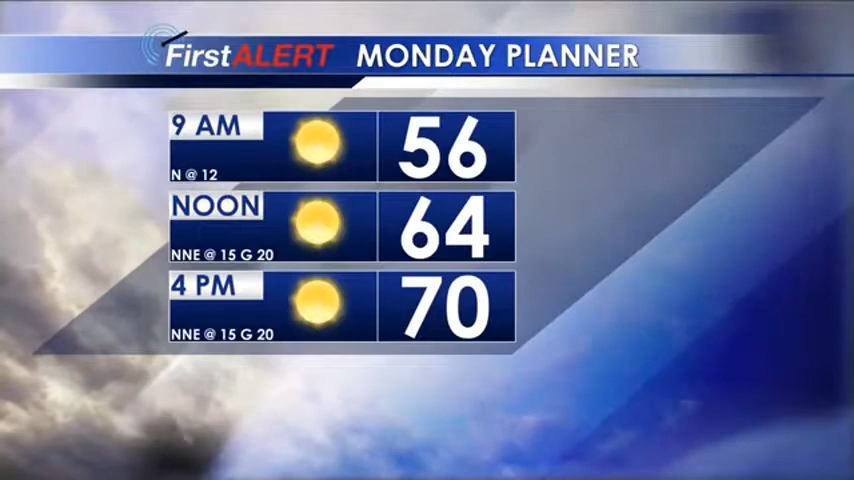 FirstALERT MONDAY PLANNER
9 AM
56
N @ 12
NOON
64
NNE @ 15 G 20
4 PM
70
NNE @ 15 G 20